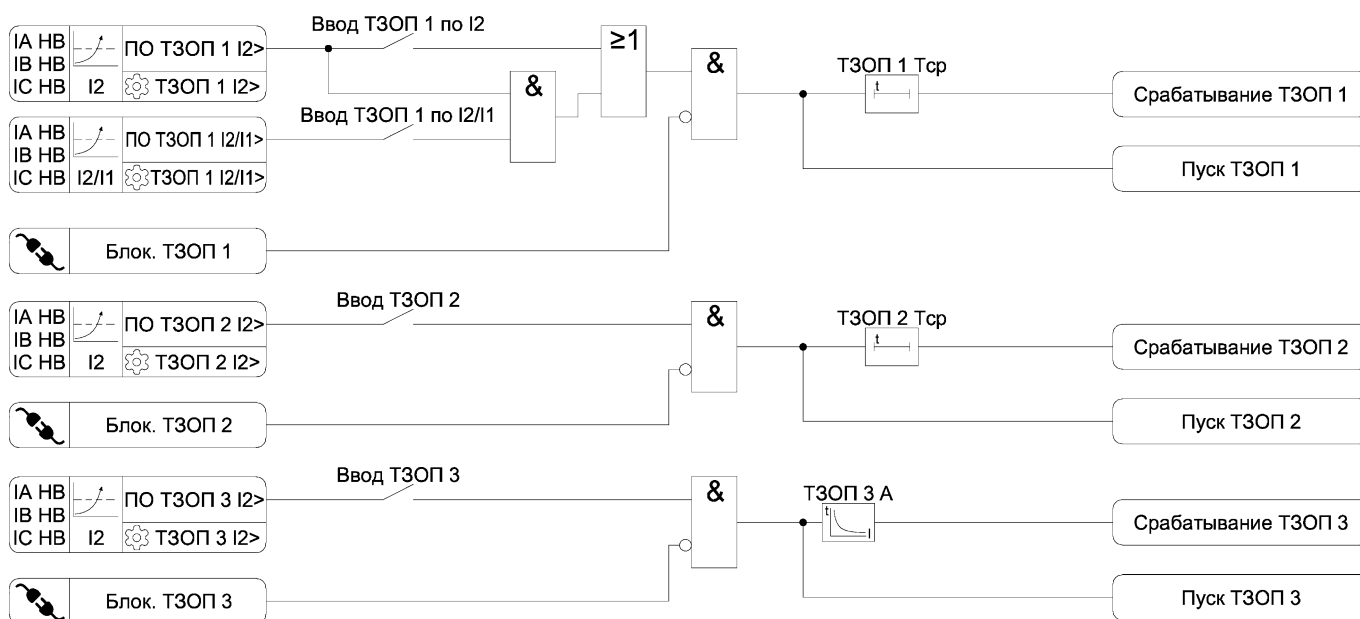 Ввод ТЗОП 1 по I2
IA НВ
IB НВ
IC НВ
I2
ПО ТЗОП 1 I2>
ТЗОП 1 I2>
≥1
&
&
ТЗОП 1 Тср
t
Срабатывание ТЗОП 1
Ввод ТЗОП 1 по I2/I1
IA НВ
IB НВ
IC НВ
I2/I1
ПО ТЗОП 1 I2/I1>
ТЗОП 1 I2/I1>
Пуск ТЗОП 1
Блок. ТЗОП 1
Ввод ТЗОП 2
IA НВ
IB НВ
IC НВ
I2
ПО ТЗОП 2 I2>
ТЗОП 2 I2>
&
ТЗОП 2 Тср
t
Срабатывание ТЗОП 2
Блок. ТЗОП 2
Пуск ТЗОП 2
Ввод ТЗОП 3
IA НВ
IB НВ
IC НВ
I2
ПО ТЗОП 3 I2>
ТЗОП 3 I2>
&
ТЗОП 3 А
t
I
Срабатывание ТЗОП 3
Блок. ТЗОП 3
Пуск ТЗОП 3